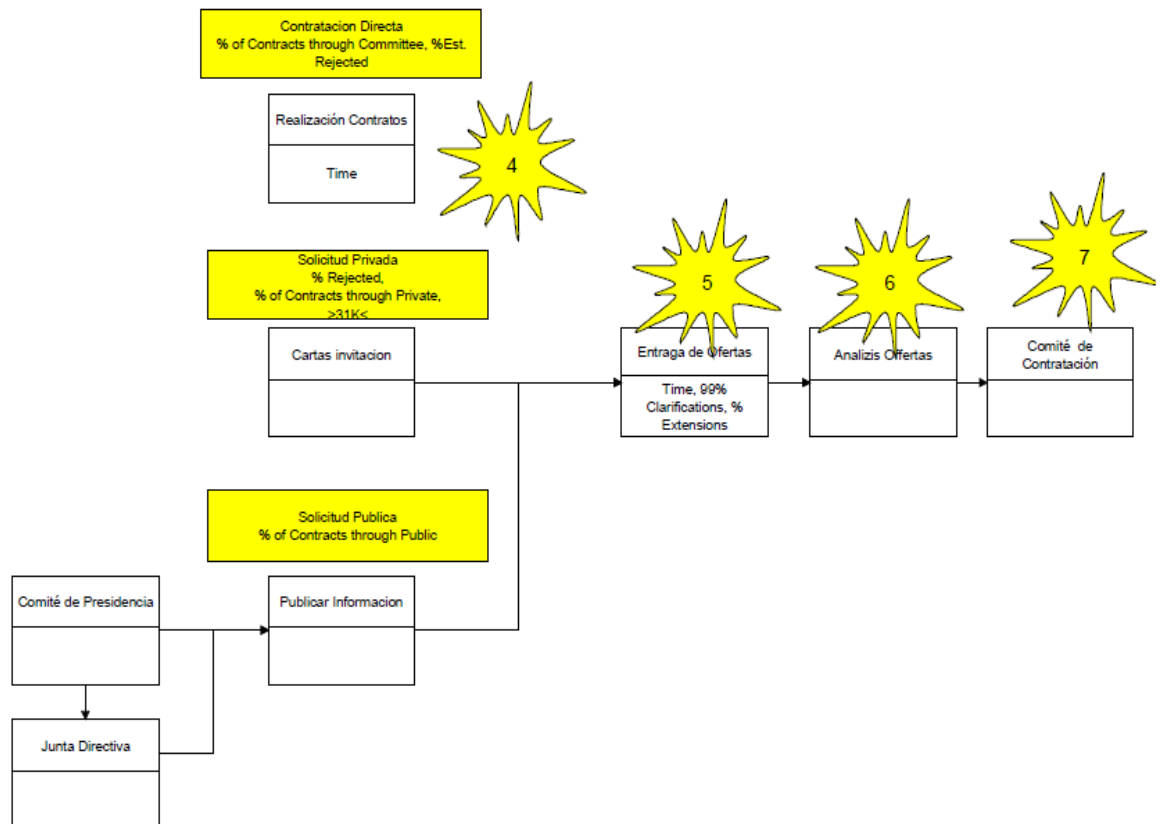 Contratacion Directa
% of Contracts through Committee, %Est.
Rejected
Realización Contratos
Time
4
Solicitud Privada
% Rejected,
% of Contracts through Private,
>31K<
5
6
7
Cartas invitacion
Entraga de Ofertas
Time, 99%
Clarifications, %
Extensions
Analizis Offertas
Comité de
Contratación
Solicitud Publica
% of Contracts through Public
Comité de Presidencia
Publicar Informacion
Junta Directiva